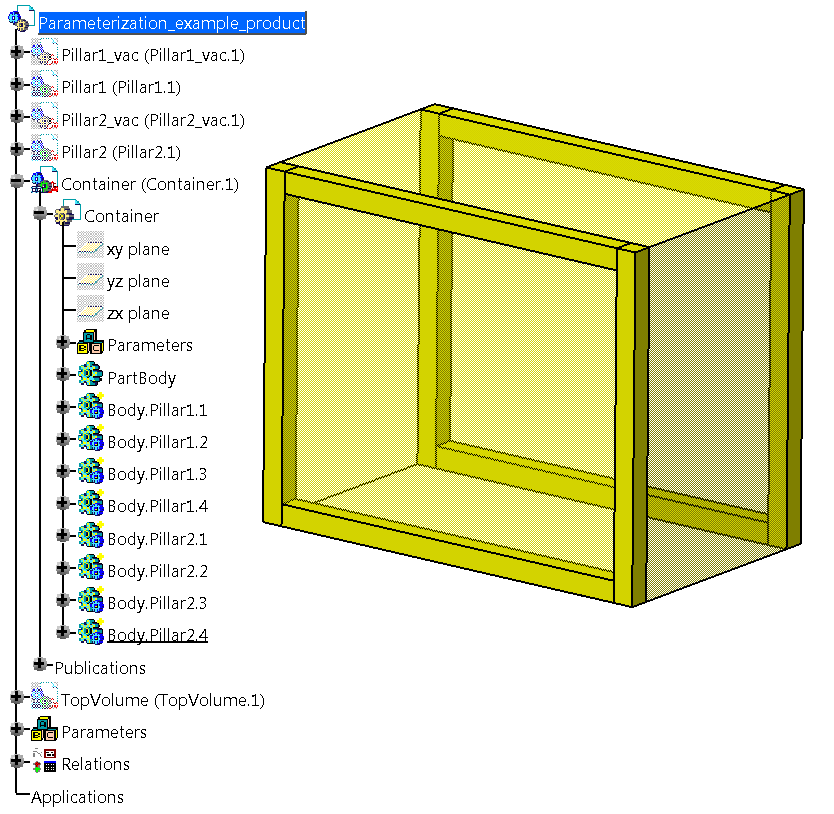 Parameterization_example_product
Pillar1_vac (Pillar1_vac.1)
Pillar1 (Pillar1.1)
Pillar2_vac (Pillar2_vac.1)
Pillar2 (Pillar2.1)
Container (Container.1)
Container
xy plane
yz plane
zx plane
Parameters
PartBody
Body.Pillar1.1
Body.Pillar1.2
Body.Pillar1.3
Body.Pillar1.4
Body.Pillar2.1
Body.Pillar2.2
Body.Pillar2.3
Body.Pillar2.4
Publications
TopVolume (TopVolume.1)
Parameters
Relations
Applications